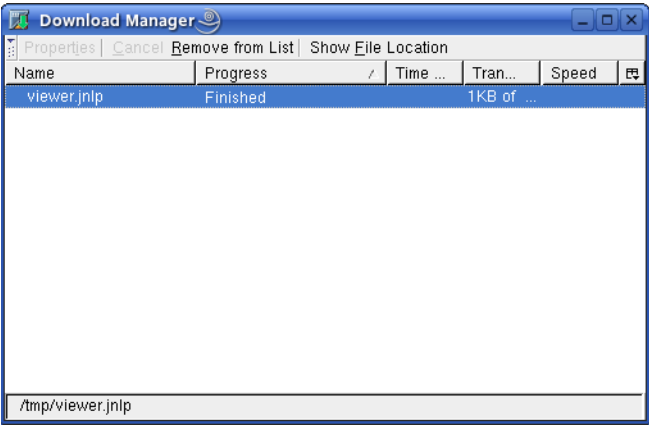 Download Manager
Properties Cancel Remove from List Show File Location
Name Progress / Time ... Tran... Speed
viewer.jnlp Finished 1KB of ...
/tmp/viewer.jnlp